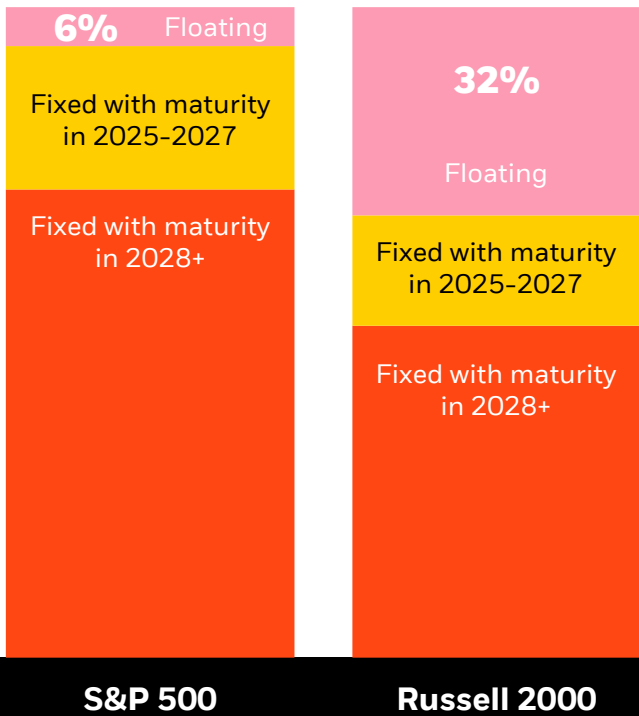 6% Floating
Fixed with maturity
in 2025-2027
Fixed with maturity
in 2028+
S&P 500
32%
Floating
Fixed with maturity
in 2025-2027
Fixed with maturity
in 2028+
Russell 2000